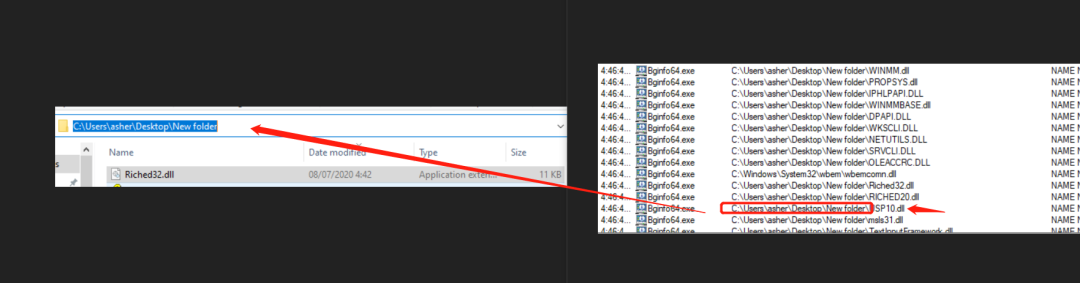 C:\Users\asher\Desktop\New folder
Name Date modified Type Size
Riched32.dll 08/07/2020 4:42 Application exten... 11 KB
4:46:4... Bginfo64.exe C:\Users\asher\Desktop\New folder\WINMM.dll NAME N
4:46:4... Bginfo64.exe C:\Users\asher\Desktop\New folder\PROPSYS.dll NAME N
4:46:4... Bginfo64.exe C:\Users\asher\Desktop\New folder\IPHLPAPI.DLL NAME N
4:46:4... Bginfo64.exe C:\Users\asher\Desktop\New folder\WINMMBASE.dll NAME N
4:46:4... Bginfo64.exe C:\Users\asher\Desktop\New folder\DPAPI.DLL NAME N
4:46:4... Bginfo64.exe C:\Users\asher\Desktop\New folder\WKSCLI.DLL NAME N
4:46:4... Bginfo64.exe C:\Users\asher\Desktop\New folder\NETUTILS.DLL NAME N
4:46:4... Bginfo64.exe C:\Users\asher\Desktop\New folder\SRVCLI.DLL NAME N
4:46:4... Bginfo64.exe C:\Users\asher\Desktop\New folder\OLEACCRC.DLL NAME N
4:46:4... Bginfo64.exe C:\Windows\System32\wbem\wbemcomn.dll NAME N
4:46:4... Bginfo64.exe C:\Users\asher\Desktop\New folder\Riched32.dll NAME N
4:46:4... Bginfo64.exe C:\Users\asher\Desktop\New folder\RICHED20.dll NAME N
4:46:4... Bginfo64.exe C:\Users\asher\Desktop\New folder\USP10.dll NAME N
4:46:4... Bginfo64.exe C:\Users\asher\Desktop\New folder\msls31.dll NAME N
4:46:4... Bginfo64.exe C:\Users\asher\Desktop\New folder\TextInputFramework.dll NAME N